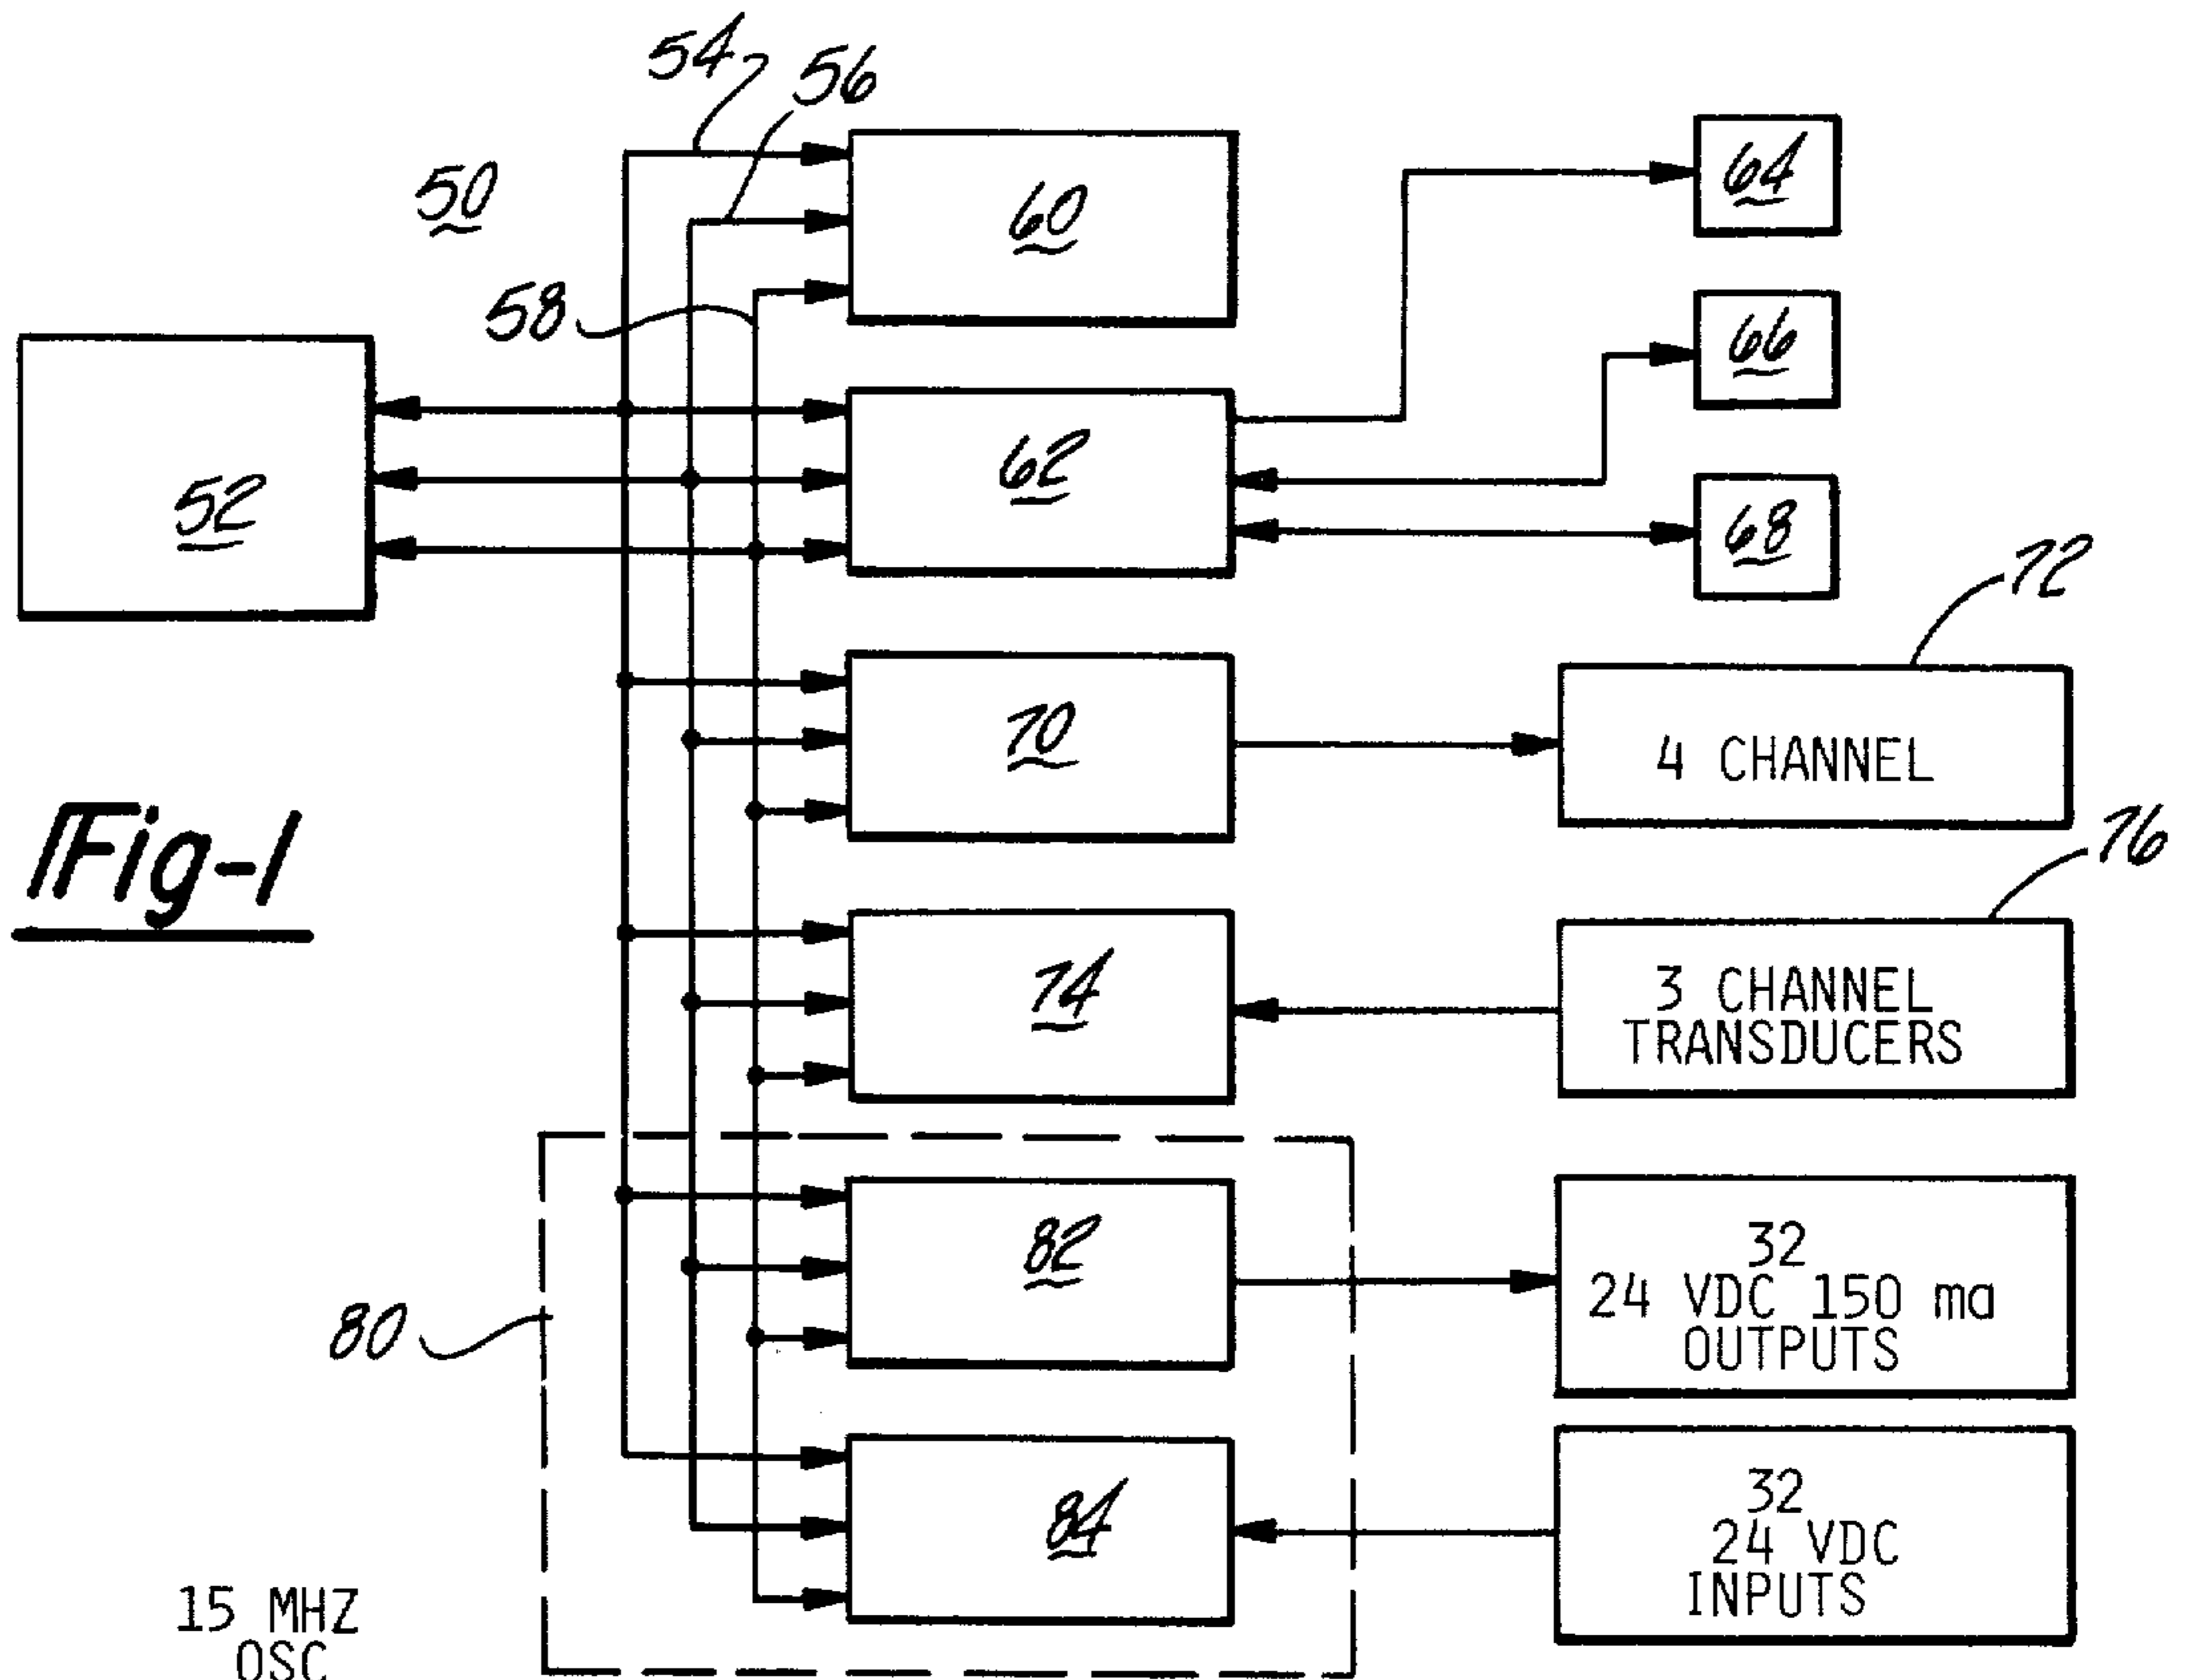 54
56
50
60
64
58
66
52
62
68
72
70
4 CHANNEL
Fig-1
76
74
3 CHANNEL
TRANSDUCERS
80
82
32
24 VDC 150 ma
OUTPUTS
84
32
24 VDC
INPUTS
15 MHZ
OSC